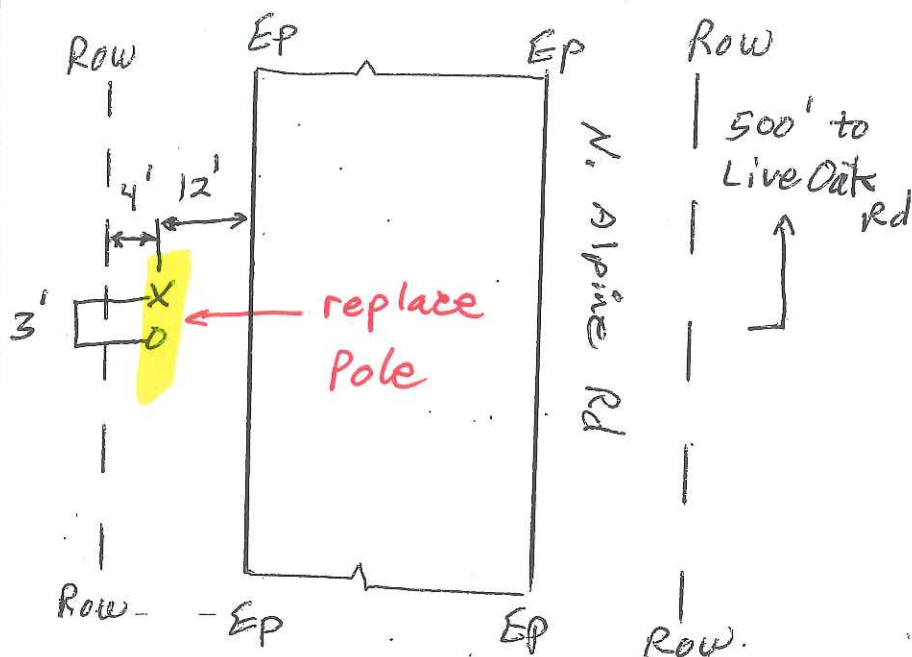 Row
Ep
Ep
Row
500' to
Live Oak
Rd
4'
12'
N. Alpine Rd
X
3'
O
replace
Pole
Row
Ep
Ep
Row.